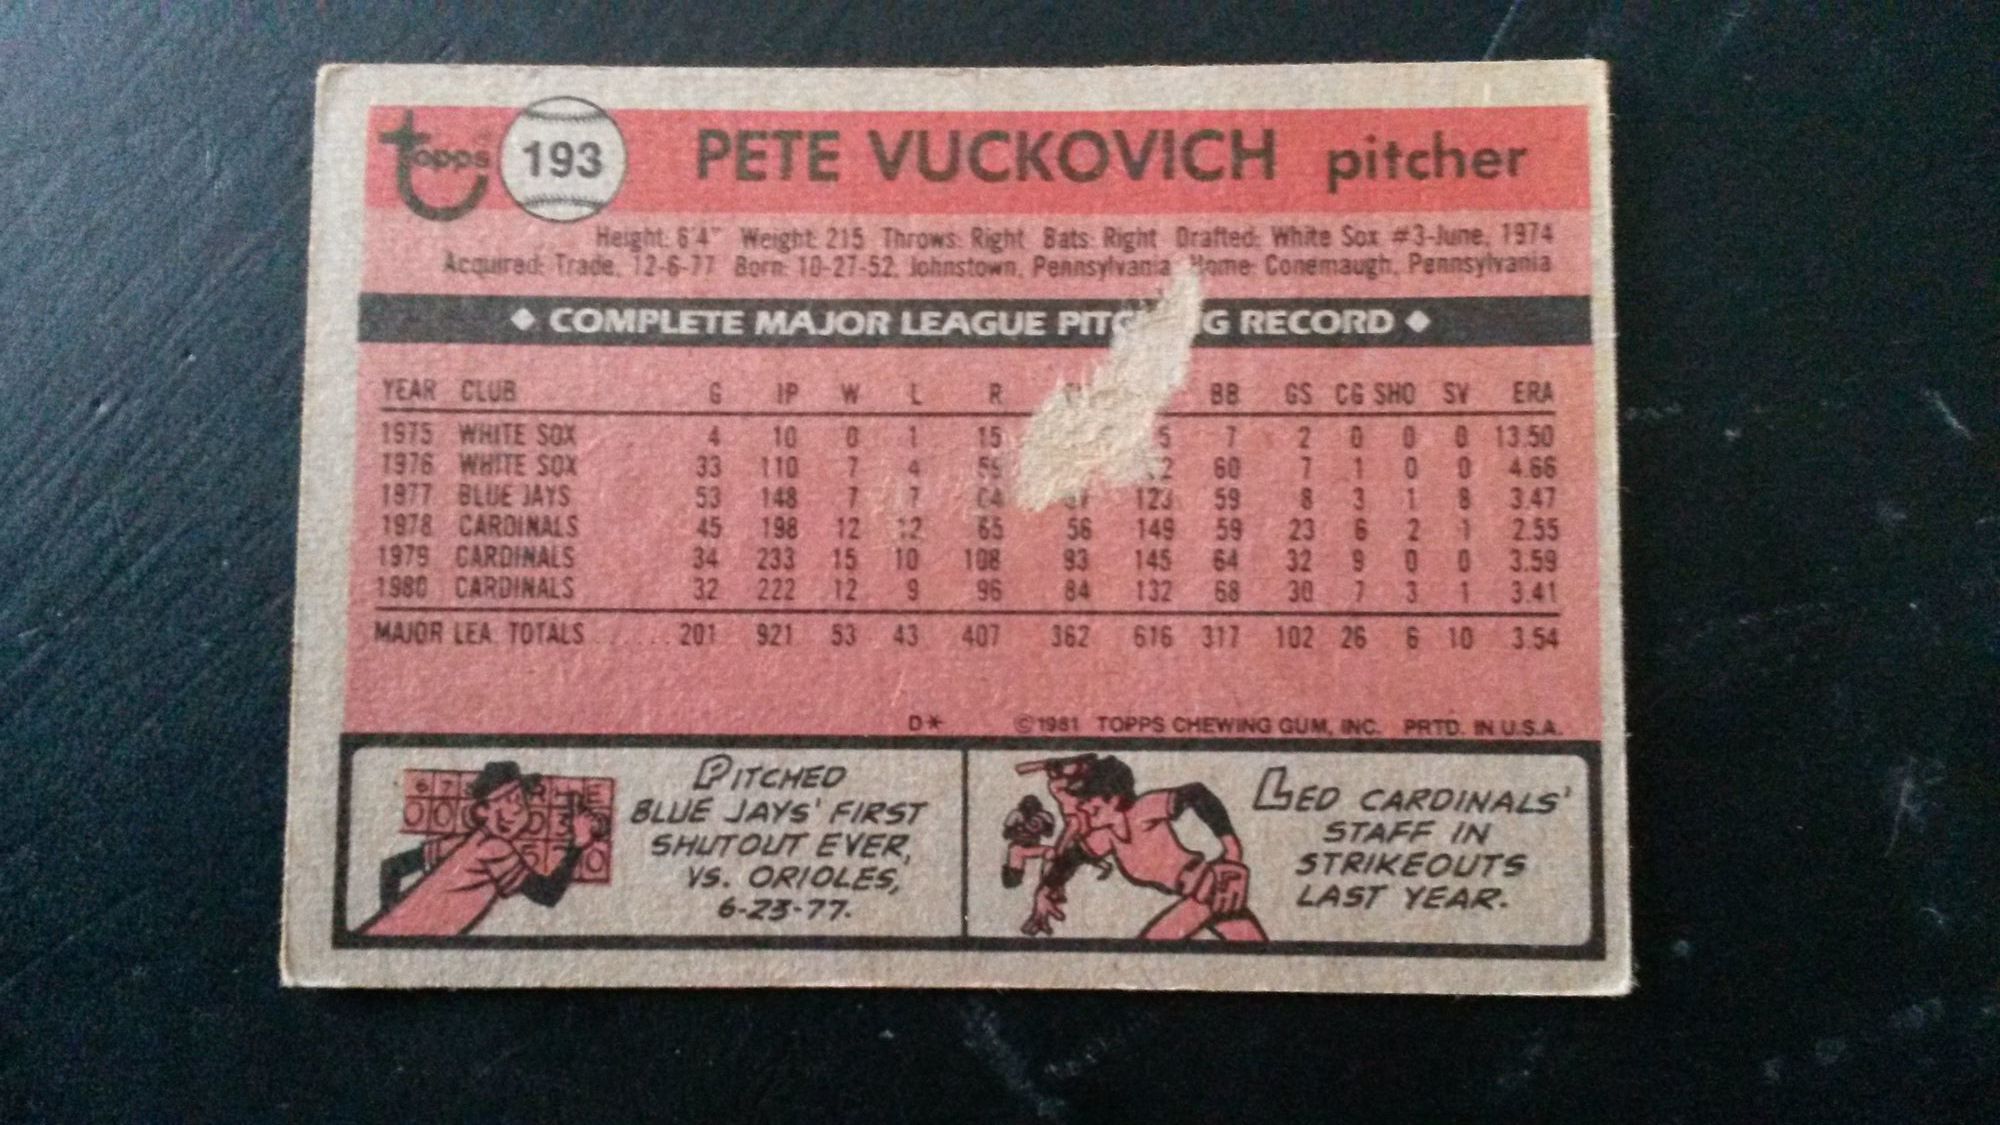 topps 193 PETE VUCKOVICH pitcher
Height: 6'4" Weight: 215 Throws: Right Bats: Right Drafted: White Sox #3-June, 1974
Acquired: Trade, 12-6-77 Born: 10-27-52, Johnstown, Pennsylvania Home: Conemaugh, Pennsylvania
◆ COMPLETE MAJOR LEAGUE RECORD ◆
YEAR CLUB G IP W L R BB GS CG SHO SV ERA
1975 WHITE SOX 4 10 0 1 15 7 2 0 0 0 13.50
1976 WHITE SOX 33 110 7 4 60 7 1 0 0 4.66
1977 BLUE JAYS 53 148 7 7 123 59 8 3 1 8 3.47
1978 CARDINALS 45 198 12 12 65 56 149 59 23 6 2 1 2.55
1979 CARDINALS 34 233 15 10 108 93 145 64 32 9 0 0 3.59
1980 CARDINALS 32 222 12 9 96 84 132 68 30 7 3 1 3.41
MAJOR LEA. TOTALS ..... 201 921 53 43 407 362 616 317 102 26 6 10 3.54
D* ©1981 TOPPS CHEWING GUM, INC. PRTD. IN U.S.A.
PITCHED
BLUE JAYS' FIRST
SHUTOUT EVER,
VS. ORIOLES,
6-23-77.
LED CARDINALS'
STAFF IN
STRIKEOUTS
LAST YEAR.